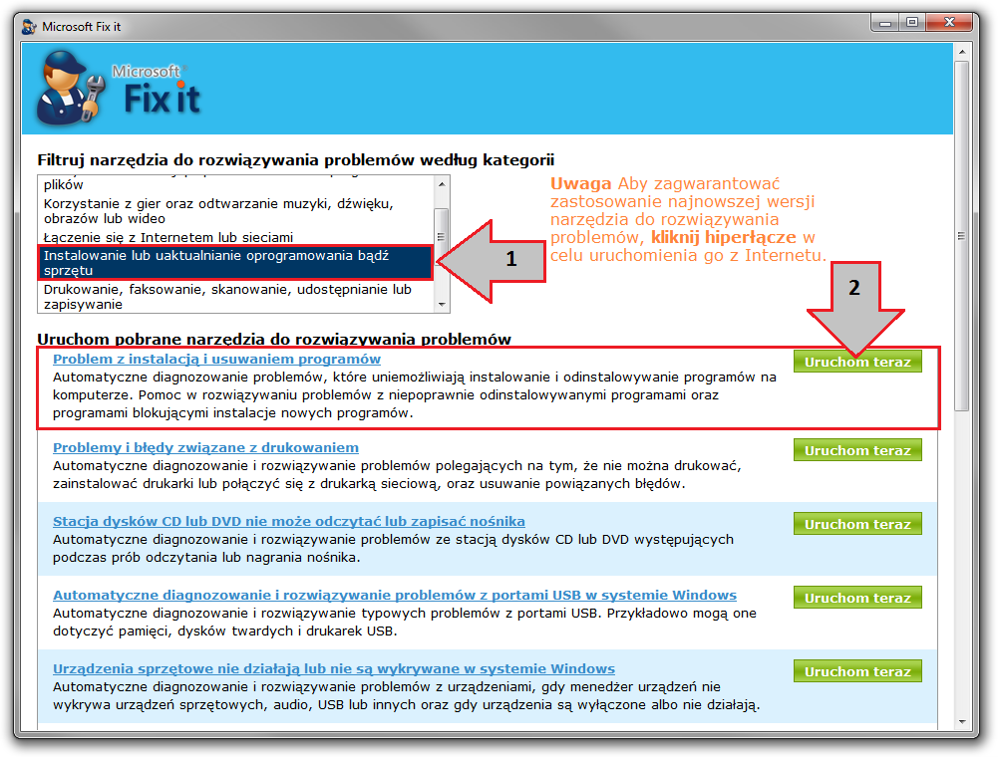 Microsoft Fix it
Microsoft®
Fix it
Filtruj narzędzia do rozwiązywania problemów według kategorii
plików
Korzystanie z gier oraz odtwarzanie muzyki, dźwięku,
obrazów lub wideo
Łączenie się z Internetem lub sieciami
Instalowanie lub uaktualnianie oprogramowania bądź
sprzętu
Drukowanie, faksowanie, skanowanie, udostępnianie lub
zapisywanie
1
Uwaga Aby zagwarantować
zastosowanie najnowszej wersji
narzędzia do rozwiązywania
problemów, kliknij hiperłącze w
celu uruchomienia go z Internetu.
2
Uruchom pobrane narzędzia do rozwiązywania problemów
Problem z instalacją i usuwaniem programów
Uruchom teraz
Automatyczne diagnozowanie problemów, które uniemożliwiają instalowanie i odinstalowywanie programów na
komputerze. Pomoc w rozwiązywaniu problemów z niepoprawnie odinstalowywanymi programami oraz
programami blokującymi instalacje nowych programów.
Problemy i błędy związane z drukowaniem
Uruchom teraz
Automatyczne diagnozowanie i rozwiązywanie problemów polegających na tym, że nie można drukować,
zainstalować drukarki lub połączyć się z drukarką sieciową, oraz usuwanie powiązanych błędów.
Stacja dysków CD lub DVD nie może odczytać lub zapisać nośnika
Uruchom teraz
Automatyczne diagnozowanie i rozwiązywanie problemów ze stacją dysków CD lub DVD występujących
podczas prób odczytania lub nagrania nośnika.
Automatyczne diagnozowanie i rozwiązywanie problemów z portami USB w systemie Windows
Uruchom teraz
Automatyczne diagnozowanie i rozwiązywanie typowych problemów z portami USB. Przykładowo mogą one
dotyczyć pamięci, dysków twardych i drukarek USB.
Urządzenia sprzętowe nie działają lub nie są wykrywane w systemie Windows
Uruchom teraz
Automatyczne diagnozowanie i rozwiązywanie problemów z urządzeniami, gdy menedżer urządzeń nie
wykrywa urządzeń sprzętowych, audio, USB lub innych oraz gdy urządzenia są wyłączone albo nie działają.